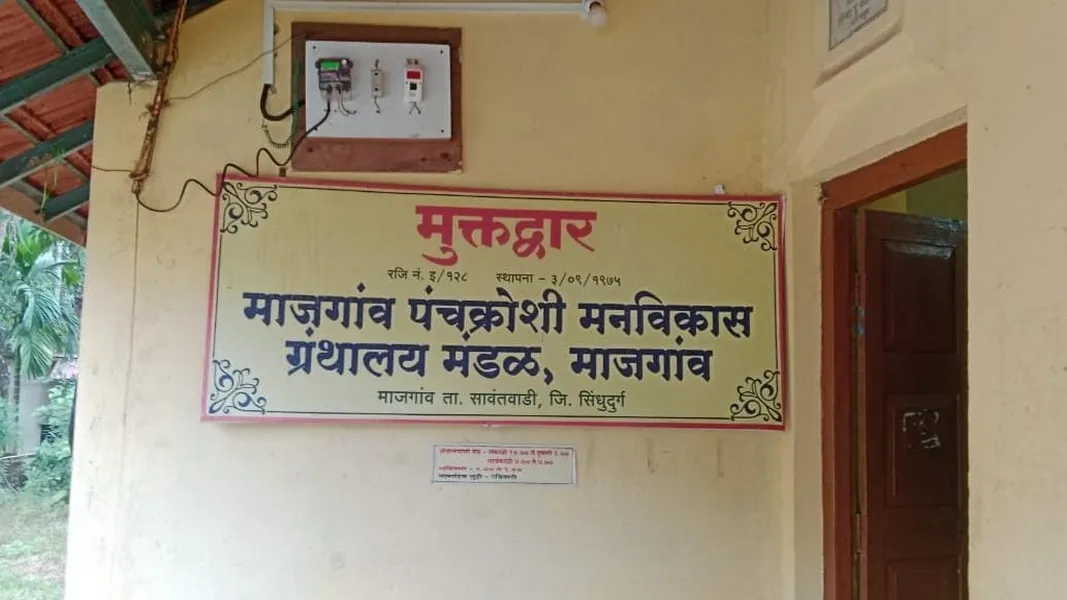 मुक्तद्वार
रजि नं. इ/१२८ स्थापना - ३/०९/१९७५
माजगांव पंचक्रोशी मनविकास
ग्रंथालय मंडळ, माजगांव
माजगांव ता. सावंतवाडी, जि. सिंधुदुर्ग